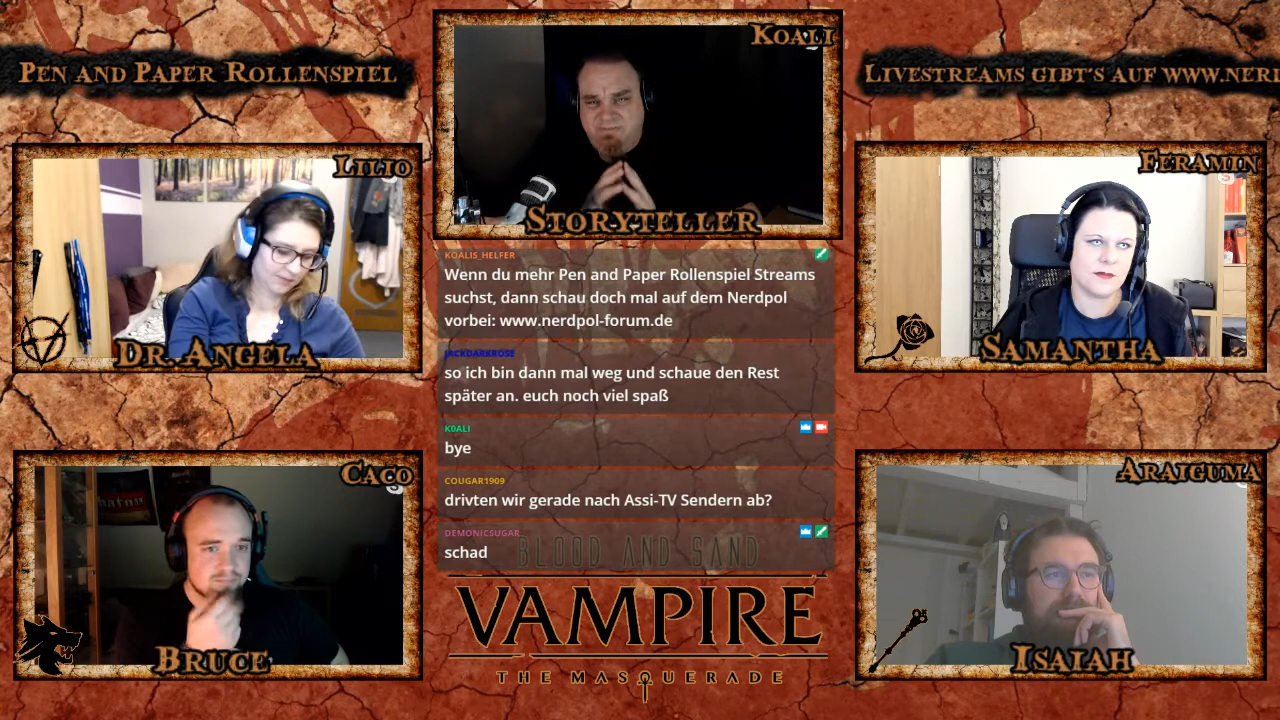 PEN AND PAPER ROLLENSPIEL
KOALI
LIVESTREAMS GIBT'S AUF WWW.NERD
STORYTELLER
LILIO
DR. ANGELA
FERAMIN
SAMANTHA
KOALIS_HELFER
Wenn du mehr Pen and Paper Rollenspiel Streams
suchst, dann schau doch mal auf dem Nerdpol
vorbei: www.nerdpol-forum.de
JACKDARKROSE
so ich bin dann mal weg und schaue den Rest
später an. euch noch viel spaß
K0ALI
bye
COUGAR1909
drivten wir gerade nach Assi-TV Sendern ab?
DEMONICSUGAR
schad
CACO
BRUCE
ARAIGUMA
ISAIAH
BLOOD AND SAND
VAMPIRE
THE MASQUERADE